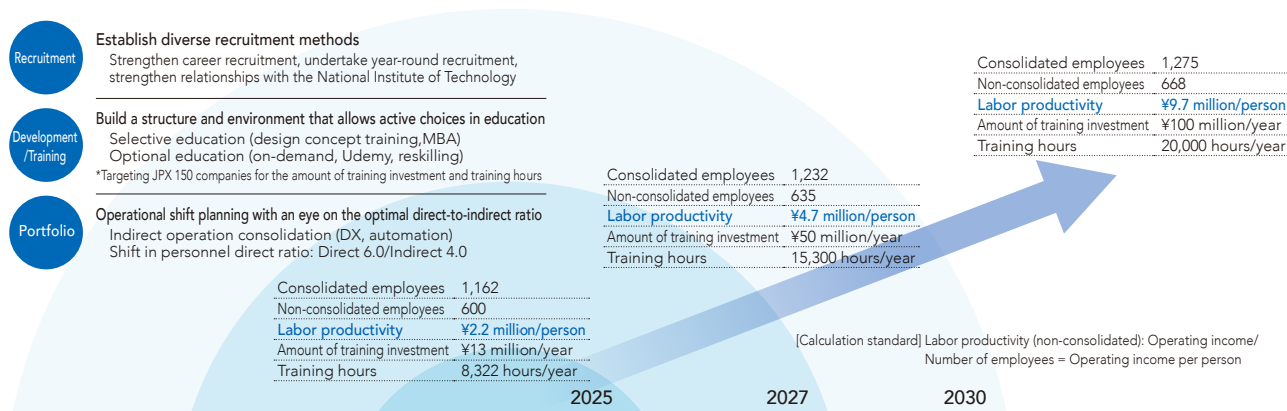 Recruitment
Establish diverse recruitment methods
Strengthen career recruitment, undertake year-round recruitment,
strengthen relationships with the National Institute of Technology
Development
/Training
Build a structure and environment that allows active choices in education
Selective education (design concept training,MBA)
Optional education (on-demand, Udemy, reskilling)
*Targeting JPX 150 companies for the amount of training investment and training hours
Portfolio
Operational shift planning with an eye on the optimal direct-to-indirect ratio
Indirect operation consolidation (DX, automation)
Shift in personnel direct ratio: Direct 6.0/Indirect 4.0
Consolidated employees 1,162
Non-consolidated employees 600
Labor productivity ¥2.2 million/person
Amount of training investment ¥13 million/year
Training hours 8,322 hours/year
Consolidated employees 1,232
Non-consolidated employees 635
Labor productivity ¥4.7 million/person
Amount of training investment ¥50 million/year
Training hours 15,300 hours/year
Consolidated employees 1,275
Non-consolidated employees 668
Labor productivity ¥9.7 million/person
Amount of training investment ¥100 million/year
Training hours 20,000 hours/year
[Calculation standard] Labor productivity (non-consolidated): Operating income/
Number of employees = Operating income per person
2025 2027 2030